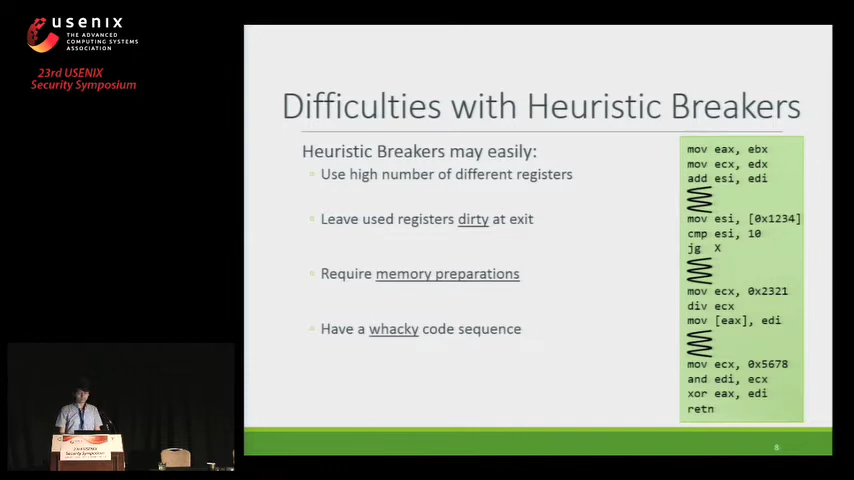 usenix
THE ADVANCED
COMPUTING SYSTEMS
ASSOCIATION
23rd USENIX
Security Symposium
Difficulties with Heuristic Breakers
Heuristic Breakers may easily:
Use high number of different registers
Leave used registers dirty at exit
Require memory preparations
Have a whacky code sequence
mov eax, ebx
mov ecx, edx
add esi, edi
mov esi, [0x1234]
cmp esi, 10
jg X
mov ecx, 0x2321
div ecx
mov [eax], edi
mov ecx, 0x5678
and edi, ecx
xor eax, edi
retn
8
Security Symposium